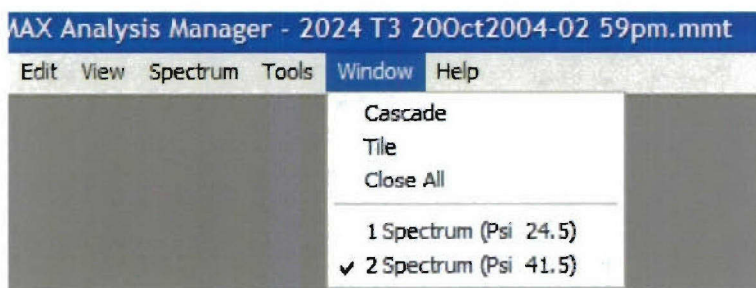 MAX Analysis Manager - 2024 T3 20Oct2004-02 59pm.mmt
Edit View Spectrum Tools Window Help
Cascade
Tile
Close All
1 Spectrum (Psi 24.5)
✓ 2 Spectrum (Psi 41.5)